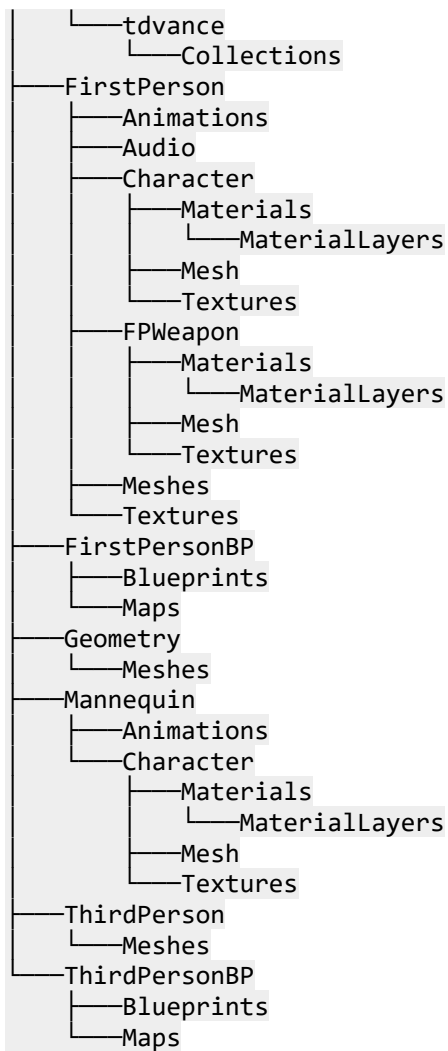 │   └───tdvance
│       └───Collections
├───FirstPerson
│   ├───Animations
│   ├───Audio
│   ├───Character
│   │   ├───Materials
│   │   │   └───MaterialLayers
│   │   ├───Mesh
│   │   └───Textures
│   ├───FPWeapon
│   │   ├───Materials
│   │   │   └───MaterialLayers
│   │   ├───Mesh
│   │   └───Textures
│   ├───Meshes
│   └───Textures
├───FirstPersonBP
│   ├───Blueprints
│   └───Maps
├───Geometry
│   └───Meshes
├───Mannequin
│   ├───Animations
│   └───Character
│       ├───Materials
│       │   └───MaterialLayers
│       ├───Mesh
│       └───Textures
├───ThirdPerson
│   └───Meshes
└───ThirdPersonBP
    ├───Blueprints
    └───Maps